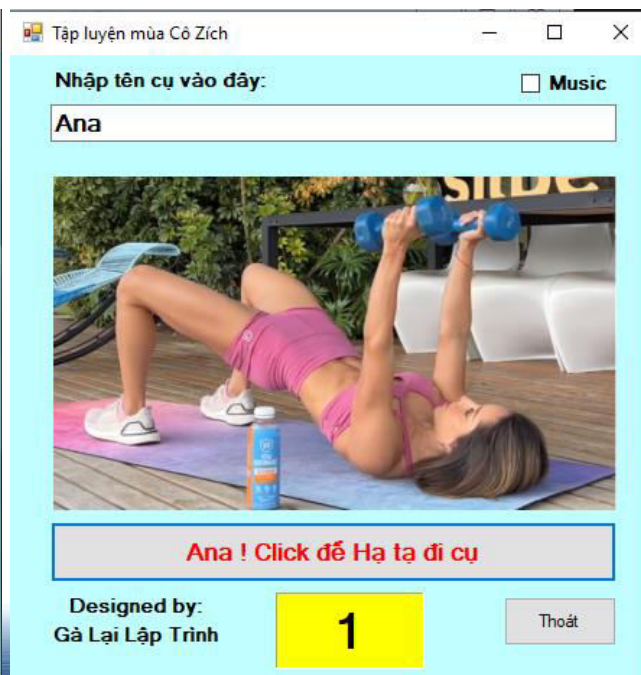 Tập luyện mùa Cô Zích
Nhập tên cụ vào đây:
Music
Ana
Ana ! Click để Hạ tạ đi cụ
Designed by:
Gà Lại Lập Trình
1
Thoát